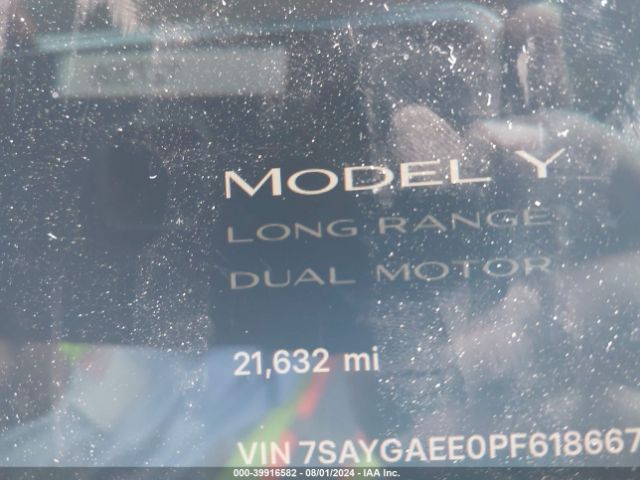 MODEL Y
LONG RANGE
DUAL MOTOR
21,632 mi
VIN 7SAYGAEE0PF618667
000-39916582 - 08/01/2024 - IAA Inc.